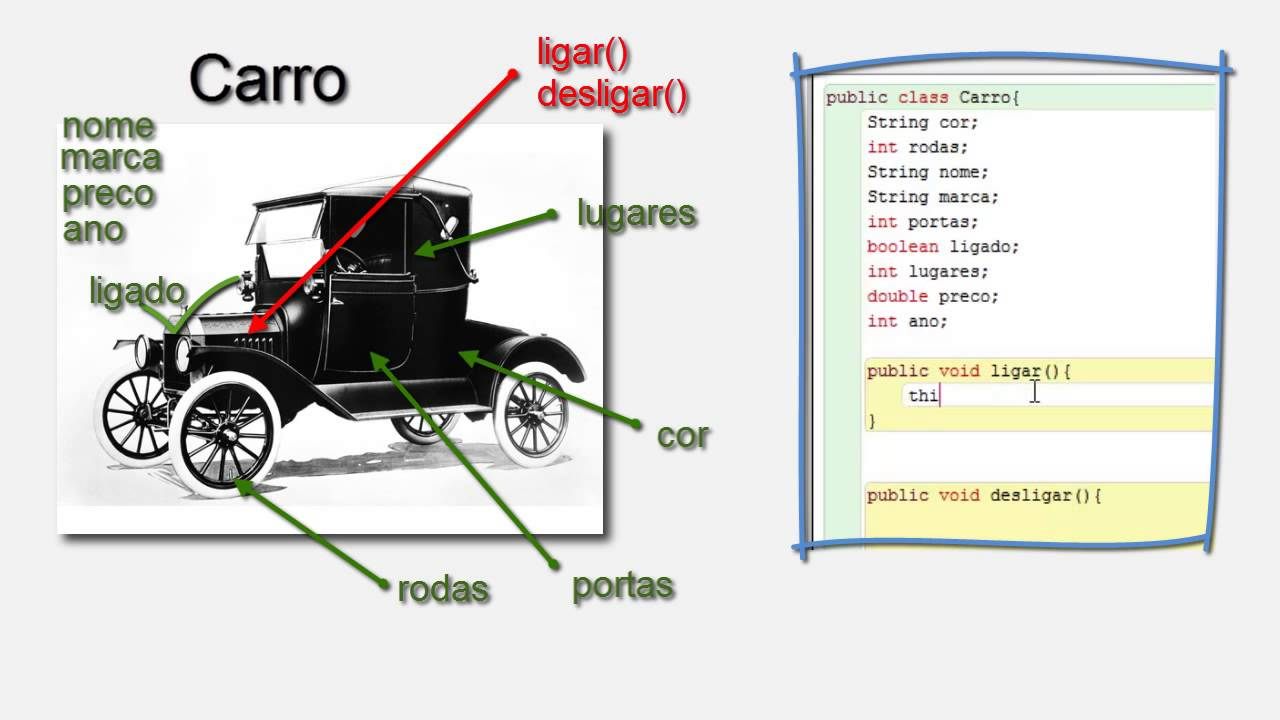 Carro
ligar()
desligar()
nome
marca
preco
ano
lugares
ligado
cor
rodas
portas
public class Carro{
String cor;
int rodas;
String nome;
String marca;
int portas;
boolean ligado;
int lugares;
double preco;
int ano;
public void ligar(){
thi
}
public void desligar(){